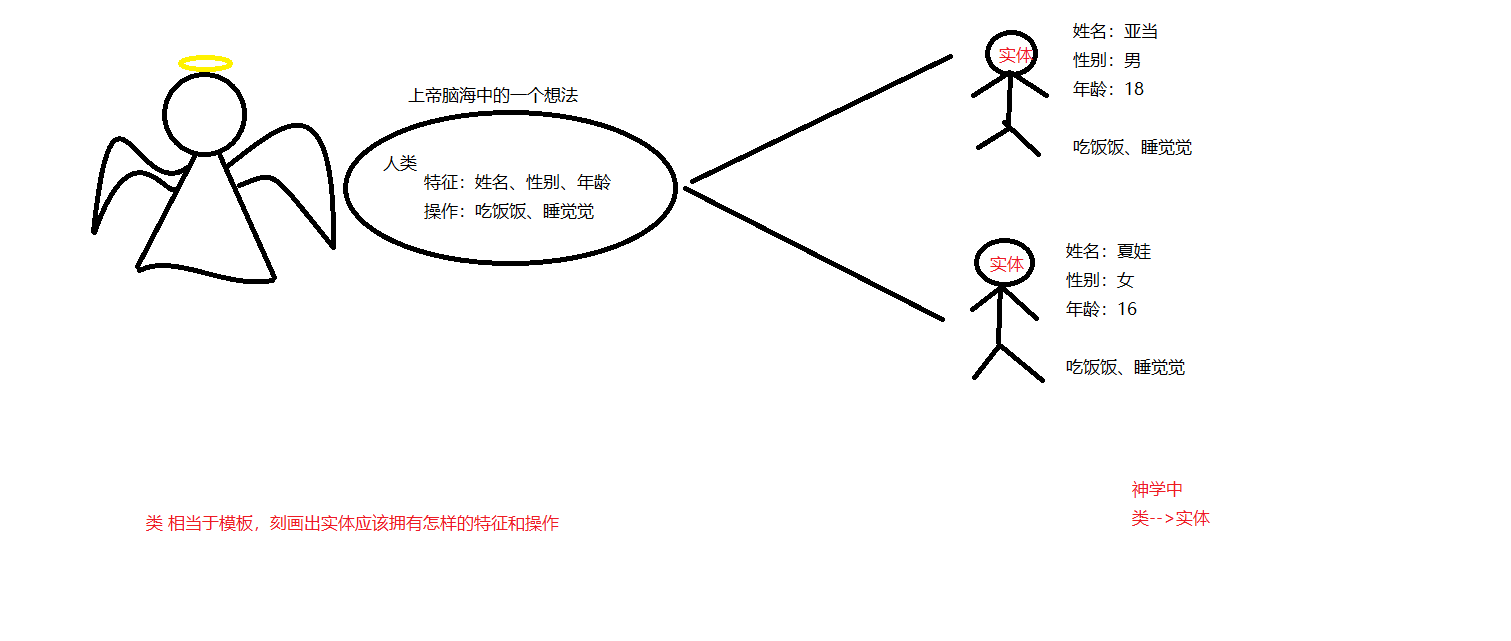 上帝脑海中的一个想法
人类
特征：姓名、性别、年龄
操作：吃饭饭、睡觉觉
实体
姓名：亚当
性别：男
年龄：18
吃饭饭、睡觉觉
实体
姓名：夏娃
性别：女
年龄：16
吃饭饭、睡觉觉
类 相当于模板，刻画出实体应该拥有怎样的特征和操作
神学中
类-->实体